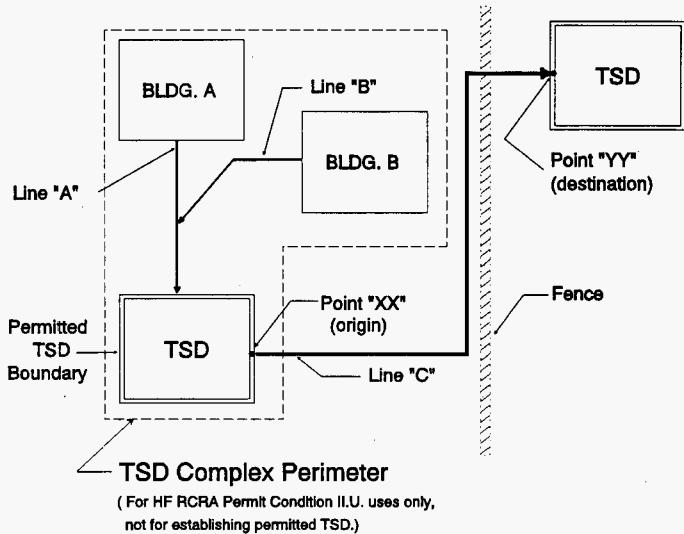 BLDG. A
Line "B"
TSD
BLDG. B
Line "A"
Point "YY"
(destination)
Point "XX"
(origin)
Fence
Permitted
TSD
Boundary
TSD
Line "C"
TSD Complex Perimeter
( For HF RCRA Permit Condition II.U. uses only,
not for establishing permitted TSD.)